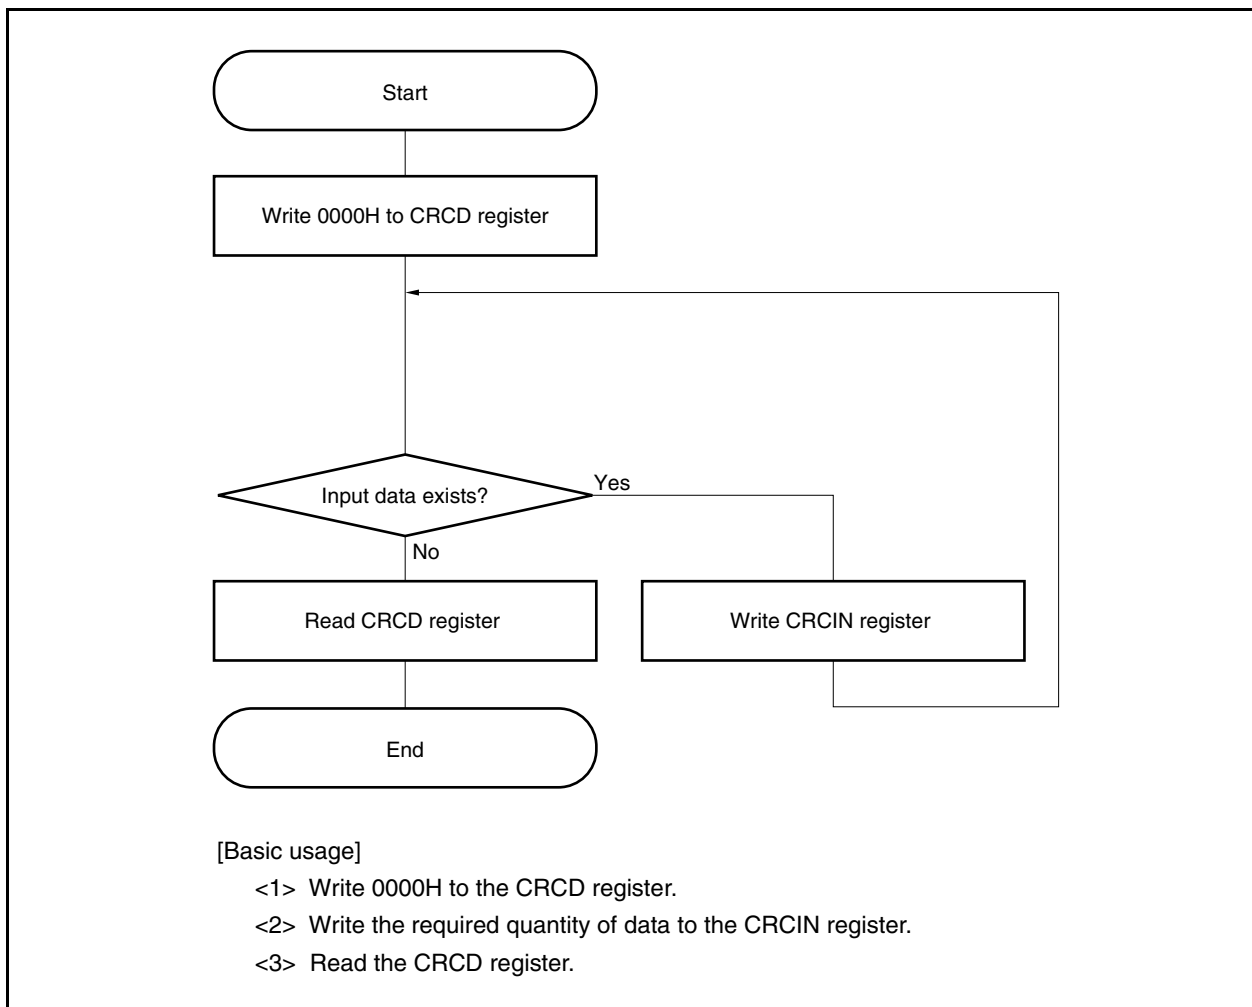 Start
Write 0000H to CRCD register
Input data exists?
Yes
No
Read CRCD register
Write CRCIN register
End
[Basic usage]
<1> Write 0000H to the CRCD register.
<2> Write the required quantity of data to the CRCIN register.
<3> Read the CRCD register.